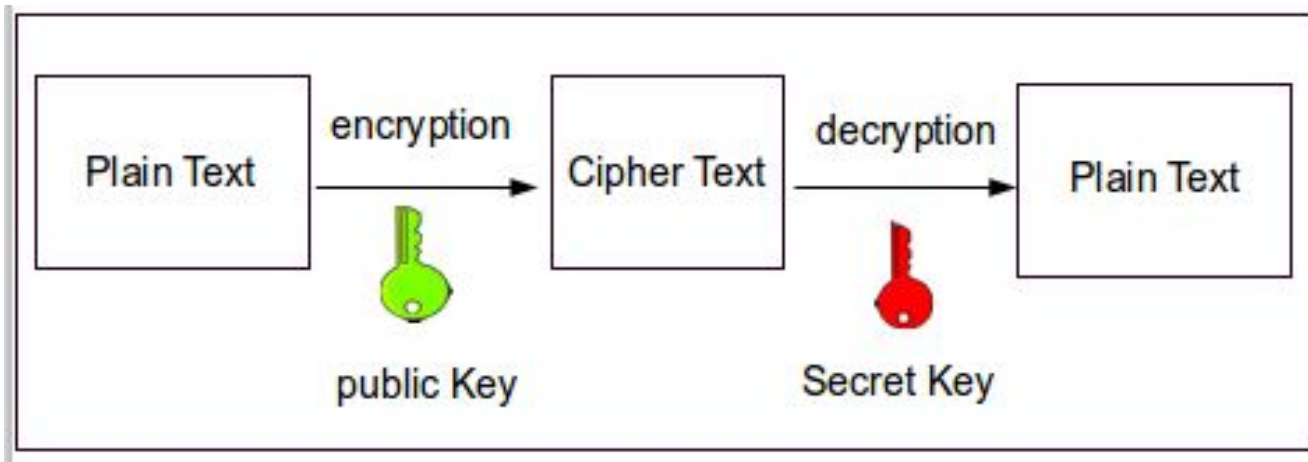 Plain Text
encryption
public Key
Cipher Text
decryption
Secret Key
Plain Text